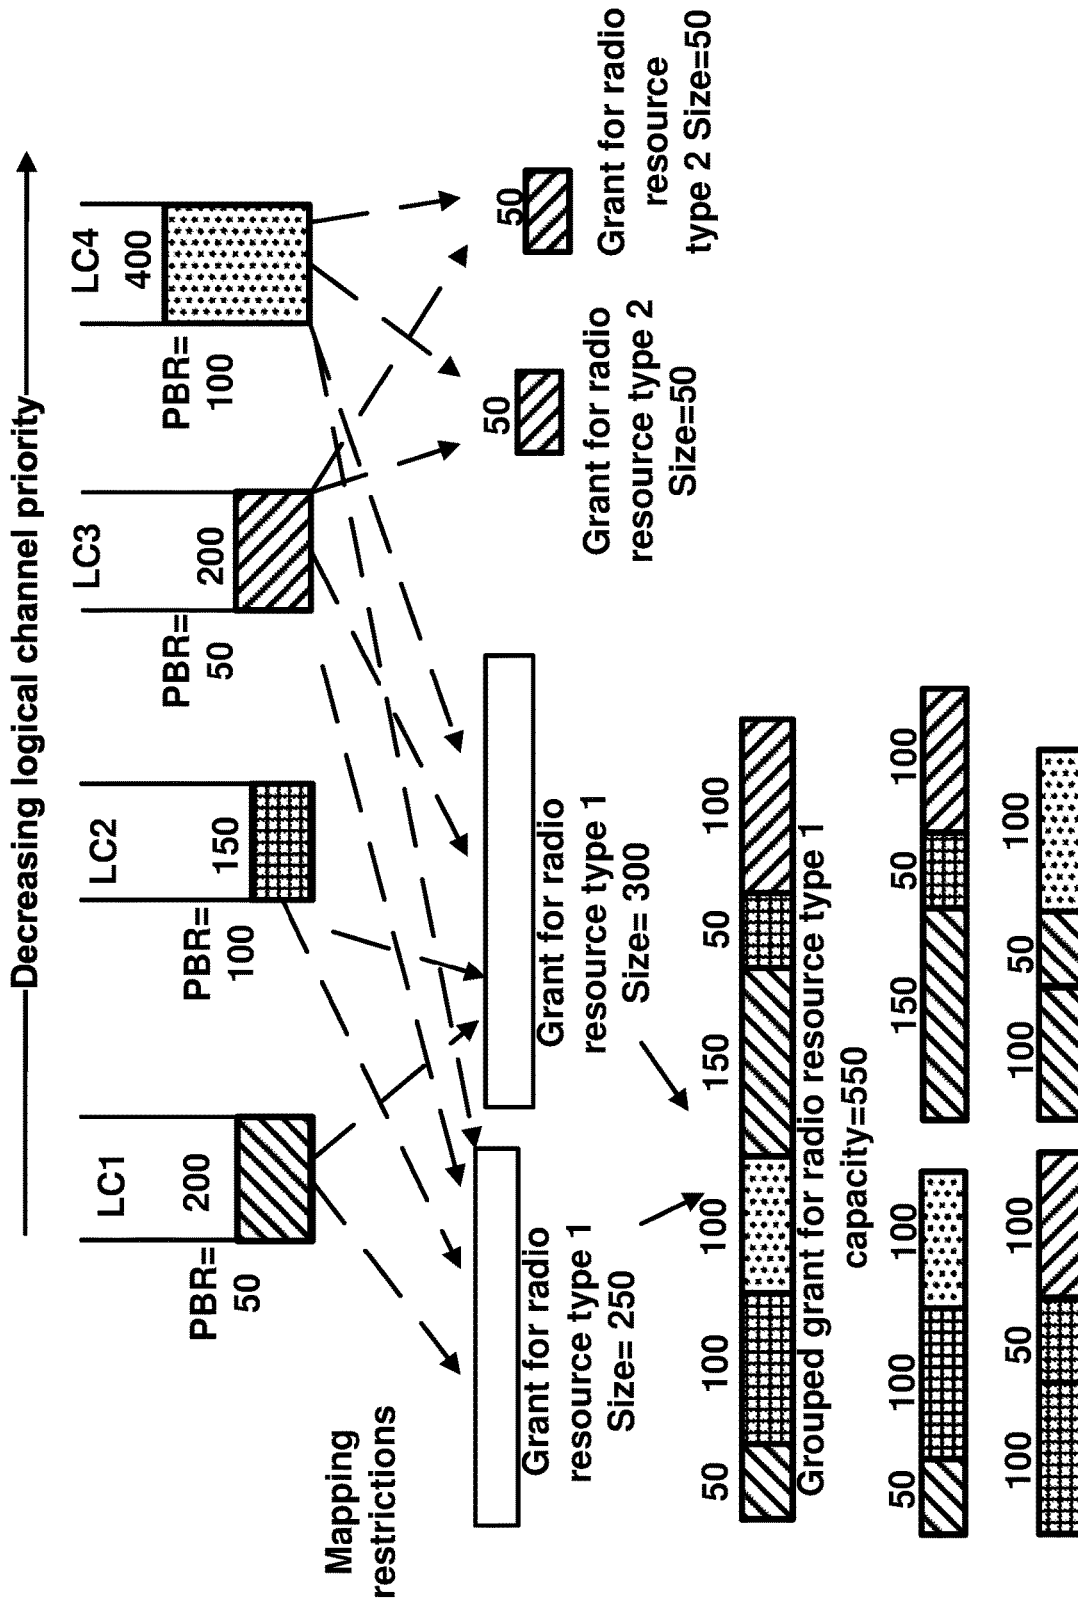 Decreasing logical channel priority
LC1
200
PBR=
50
LC2
150
PBR=
100
LC3
200
PBR=
50
LC4
400
PBR=
100
Mapping
restrictions
Grant for radio
resource type 1
Size= 250
Grant for radio
resource type 1
Size= 300
50
Grant for radio
resource type 2
Size=50
50
Grant for radio
resource
type 2 Size=50
50
100
100
150
50
100
Grouped grant for radio resource type 1
capacity=550
50
100
100
150
50
100
100
50
100
100
50
100